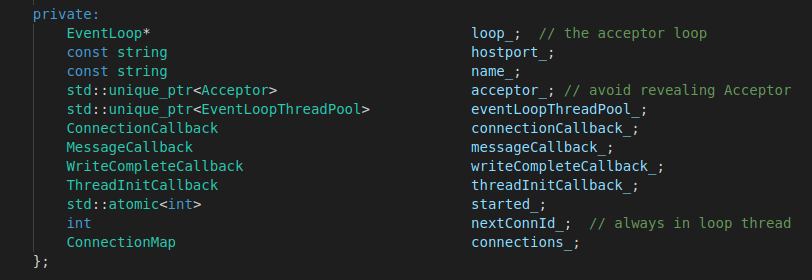 private:
    EventLoop*                                       loop_;  // the acceptor loop
    const string                                     hostport_;
    const string                                     name_;
    std::unique_ptr<Acceptor>                        acceptor_; // avoid revealing Acceptor
    std::unique_ptr<EventLoopThreadPool>             eventLoopThreadPool_;
    ConnectionCallback                               connectionCallback_;
    MessageCallback                                  messageCallback_;
    WriteCompleteCallback                            writeCompleteCallback_;
    ThreadInitCallback                               threadInitCallback_;
    std::atomic<int>                                 started_;
    int                                              nextConnId_;  // always in loop thread
    ConnectionMap                                    connections_;
};